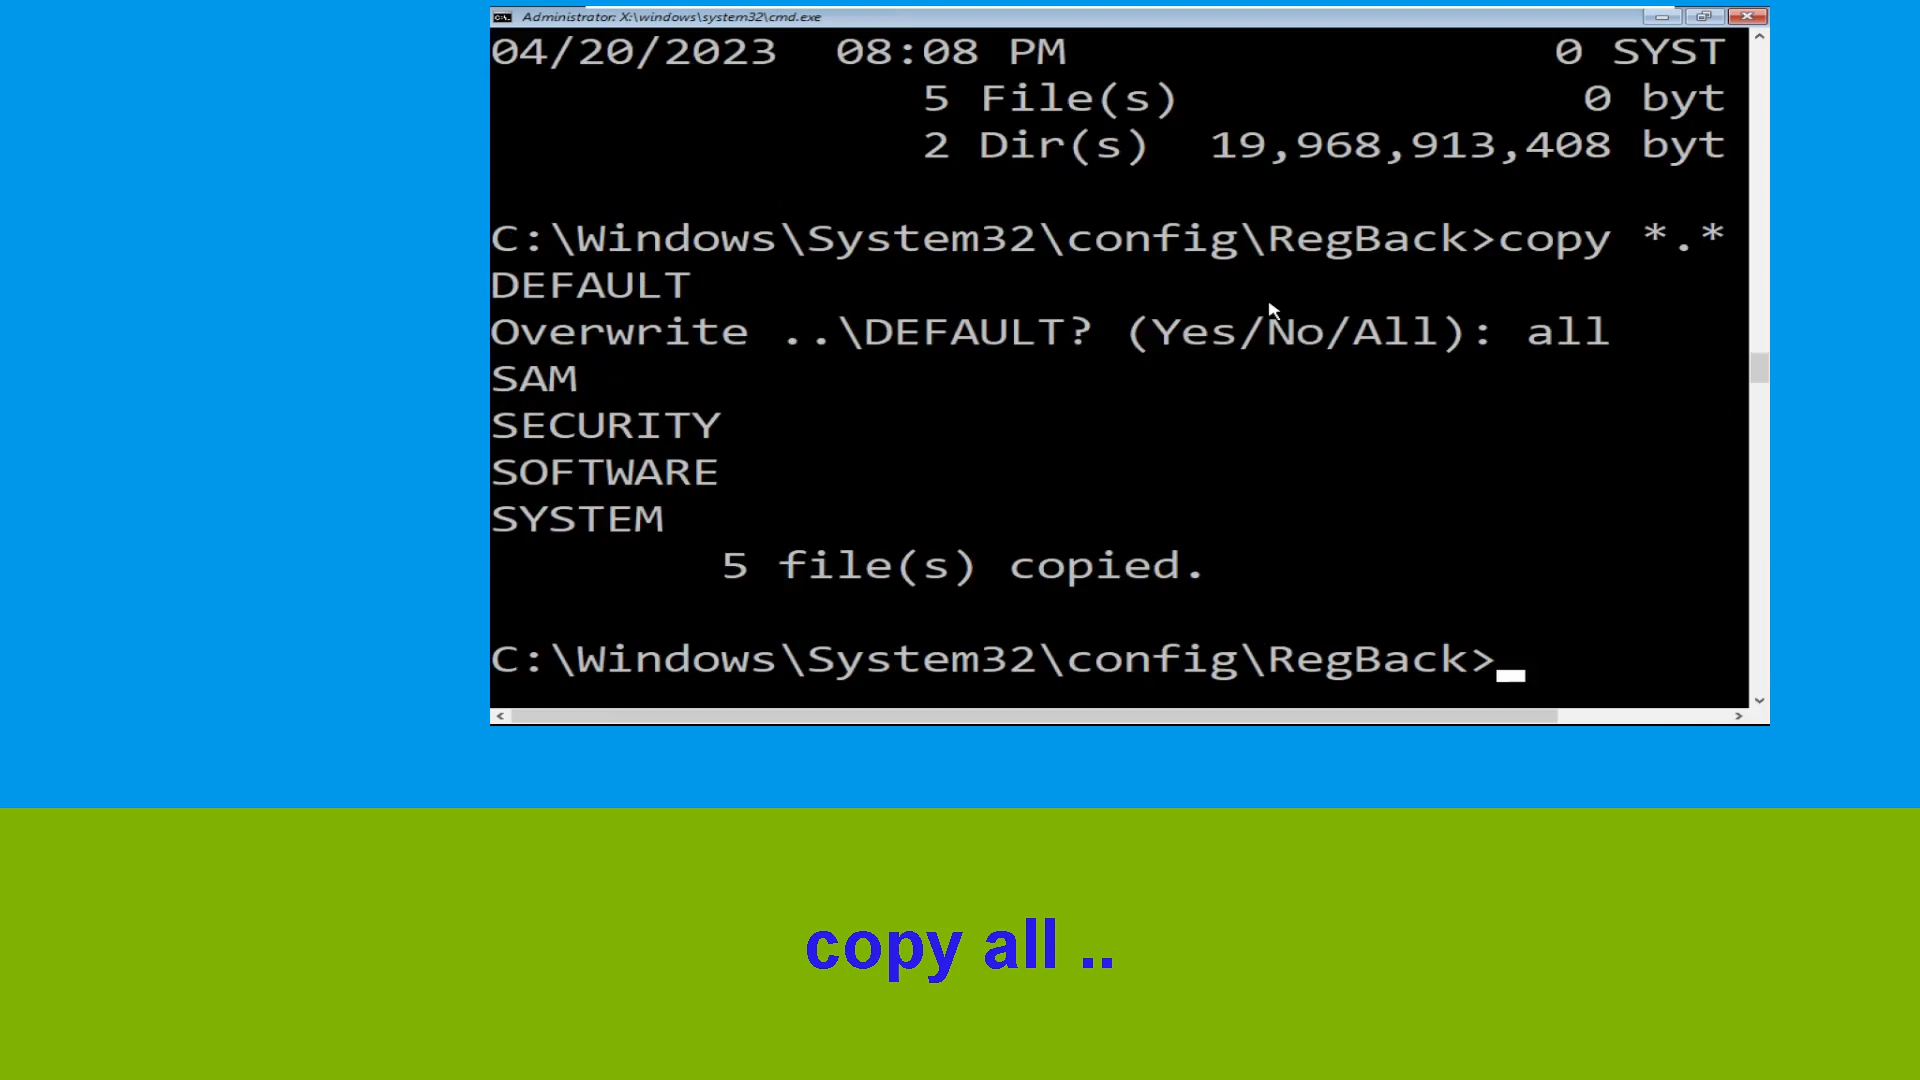 Administrator: X:\windows\system32\cmd.exe
04/20/2023  08:08 PM                 0 SYST
               5 File(s)              0 byt
               2 Dir(s)  19,968,913,408 byt
C:\Windows\System32\config\RegBack>copy *.*
DEFAULT
Overwrite ..\DEFAULT? (Yes/No/All): all
SAM
SECURITY
SOFTWARE
SYSTEM
        5 file(s) copied.
C:\Windows\System32\config\RegBack>
copy all ..